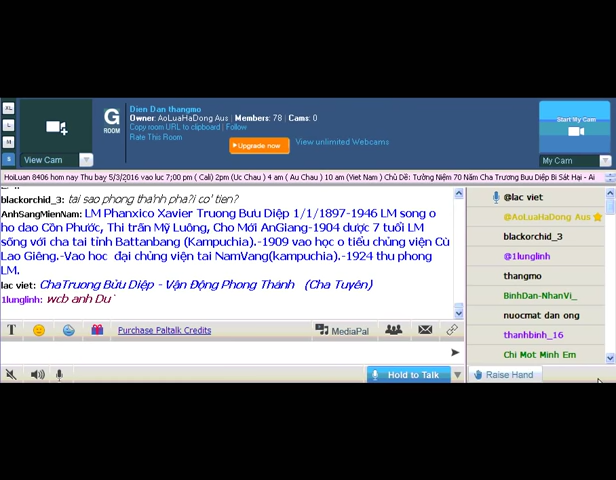 XL
L
M
S
View Cam
G
ROOM
Dien Dan thangmo
Owner: AoLuaHaDong Aus | Members: 78 | Cams: 0
Copy room URL to clipboard | Follow
Rate This Room
Upgrade now
View unlimited Webcams
Start My Cam
My Cam
HoiLuan 8406 hom nay Thu bay 5/3/2016 vao luc 7;00 pm ( Cali) 2pm (Uc Chau ) 4 am ( Au Chau ) 10 am (Viet Nam ) Chủ Đề: Tưởng Niệm 70 Năm Cha Trương Bưu Diệp Bi Sát Hại - Ai
blackorchid_3: tai sao phong tha'nh pha?i co' tien?
AnhSangMienNam: LM Phanxico Xavier Truong Bưu Diệp 1/1/1897-1946 LM song o
ho dao Cồn Phước, Thi trấn Mỹ Luông, Cho Mới AnGiang-1904 dược 7 tuổi LM
sống với cha tai tỉnh Battanbang (Kampuchia).-1909 vao học o tiểu chủng viện Cù
Lao Giêng.-Vao hoc đại chủng viện tai NamVang(kampuchia).-1924 thu phong
LM.
lac viet: ChaTruong Bửu Diệp - Vận Động Phong Thánh (Cha Tuyên)
1lunglinh: wcb anh Du~
T
Purchase Paltalk Credits
MediaPal
Hold to Talk
@lac viet
@AoLuaHaDong Aus
blackorchid_3
@1lunglinh
thangmo
BinhDan-NhanVi_
nuocmat dan ong
thanhbinh_16
Chi Mot Minh Em
Raise Hand